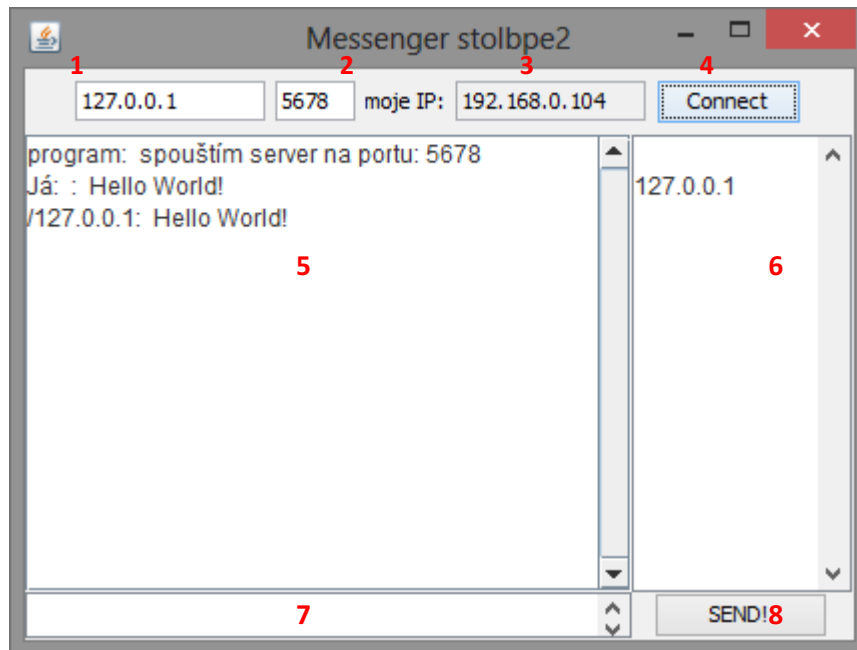 Messenger stolbpe2
1 2 3 4
127.0.0.1 5678 moje IP: 192.168.0.104 Connect
program: spouštím server na portu: 5678
Já: : Hello World!
127.0.0.1
/127.0.0.1: Hello World!
5 6
7 SEND! 8